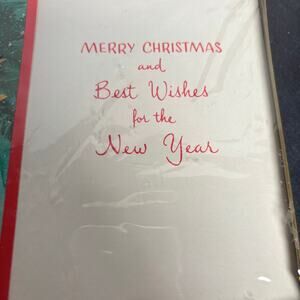 MERRY CHRISTMAS
and
Best Wishes
for the
New Year